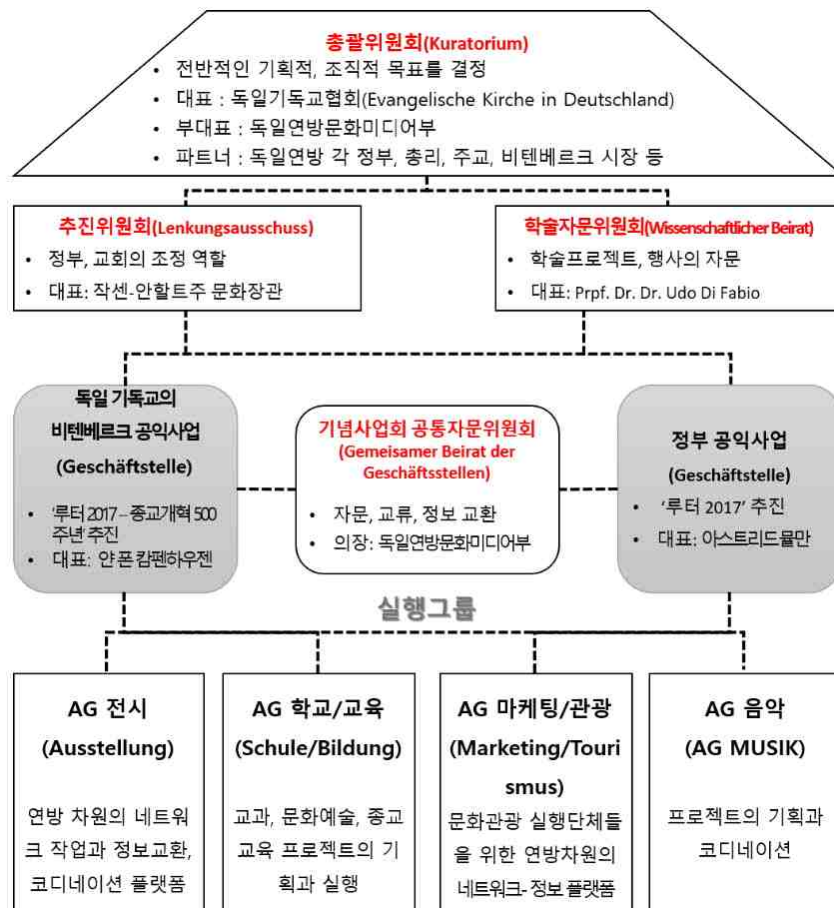 총괄위원회(Kuratorium)
• 전반적인 기획적, 조직적 목표를 결정
• 대표 : 독일기독교협회(Evangelische Kirche in Deutschland)
• 부대표 : 독일연방문화미디어부
• 파트너 : 독일연방 각 정부, 총리, 주교, 비텐베르크 시장 등
추진위원회(Lenkungsausschuss)
• 정부, 교회의 조정 역할
• 대표: 작센-안할트주 문화장관
학술자문위원회(Wissenschaftlicher Beirat)
• 학술프로젝트, 행사의 자문
• 대표: Prpf. Dr. Dr. Udo Di Fabio
독일 기독교의
비텐베르크 공익사업
(Geschäftstelle)
• '루터 2017 – 종교개혁 500
주년' 추진
• 대표: 얀 폰 캄펜하우젠
기념사업회 공통자문위원회
(Gemeisamer Beirat der
Geschäftsstellen)
• 자문, 교류, 정보 교환
• 의장: 독일연방문화미디어부
정부 공익사업
(Geschäftstelle)
• '루터 2017' 추진
• 대표: 아스트리드 뮬만
실행그룹
AG 전시
(Ausstellung)
연방 차원의 네트워
크 작업과 정보교환,
코디네이션 플랫폼
AG 학교/교육
(Schule/Bildung)
교과, 문화예술, 종교
교육 프로젝트의 기
획과 실행
AG 마케팅/관광
(Marketing/Touri
smus)
문화관광 실행단체들
을 위한 연방차원의
네트워크- 정보 플랫폼
AG 음악
(AG MUSIK)
프로젝트의 기획과
코디네이션